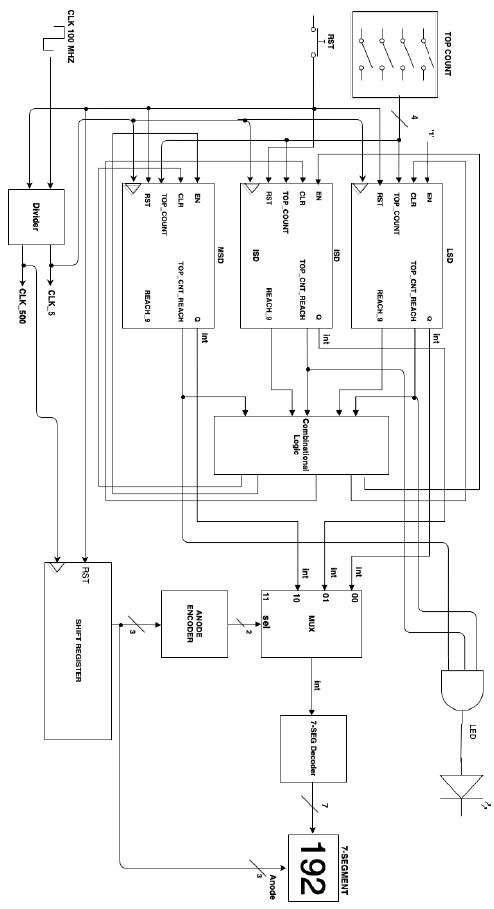 LED
TOP COUNT
4
LSD
'1'
EN
CLR
TOP_COUNT
RST
Q
TOP_CNT_REACH
REACH_9
int
RST
ISD
EN
CLR
TOP_COUNT
RST
Q
TOP_CNT_REACH
REACH_9
ISD
int
Combinational
Logic
MSD
EN
CLR
TOP_COUNT
RST
Q
TOP_CNT_REACH
REACH_9
int
int
int
int
00
01
10
11
MUX
sel
2
int
7-SEG Decoder
7
7-SEGMENT
192
Anode
3
ANODE
ENCODER
3
RST
SHIFT REGISTER
CLK 100 MHZ
Divider
CLK_5
CLK_500